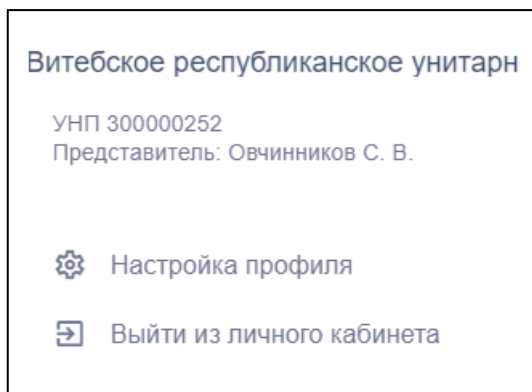 Витебское республиканское унитарн
УНП 300000252
Представитель: Овчинников С. В.
Настройка профиля
Выйти из личного кабинета